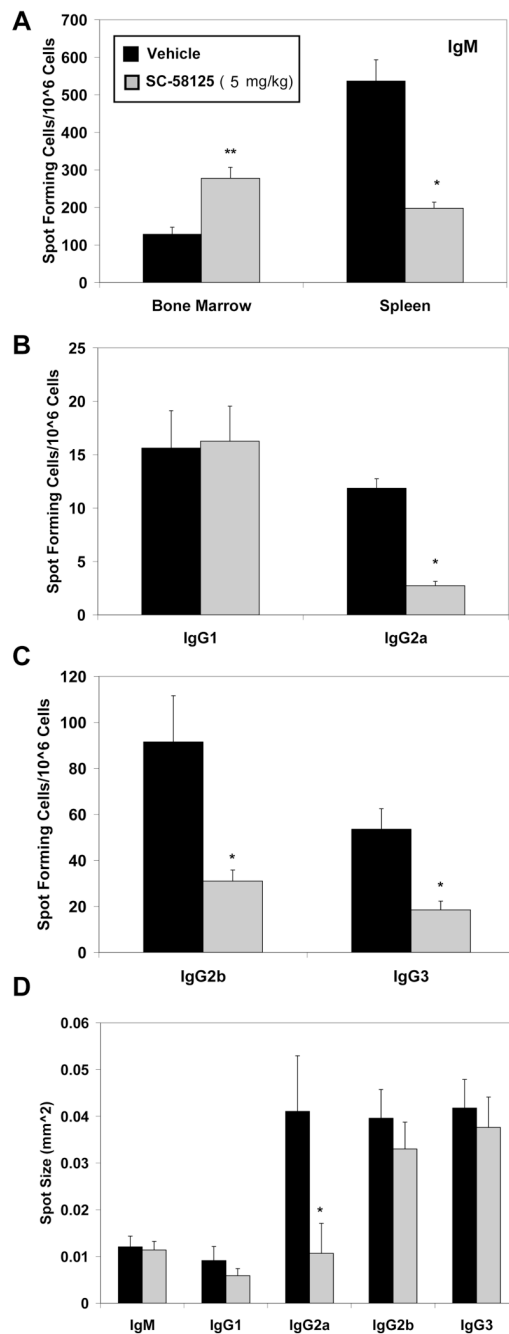 A
Spot Forming Cells/10^6 Cells
700
600
500
400
300
200
100
0
Vehicle
SC-58125 ( 5 mg/kg)
IgM
**
*
Bone Marrow
Spleen
B
Spot Forming Cells/10^6 Cells
25
20
15
10
5
0
*
IgG1
IgG2a
C
Spot Forming Cells/10^6 Cells
120
100
80
60
40
20
0
*
*
IgG2b
IgG3
D
Spot Size (mm^2)
0.06
0.05
0.04
0.03
0.02
0.01
0
*
IgM
IgG1
IgG2a
IgG2b
IgG3